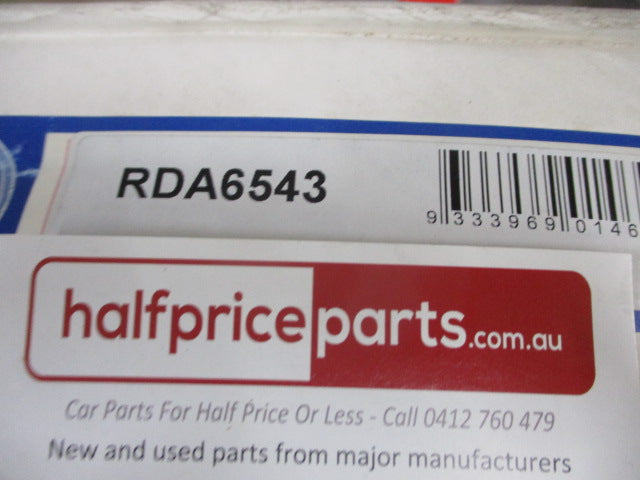 RDA6543
9 333969 0146
halfpriceparts.com.au
Car Parts For Half Price Or Less - Call 0412 760 479
New and used parts from major manufacturers